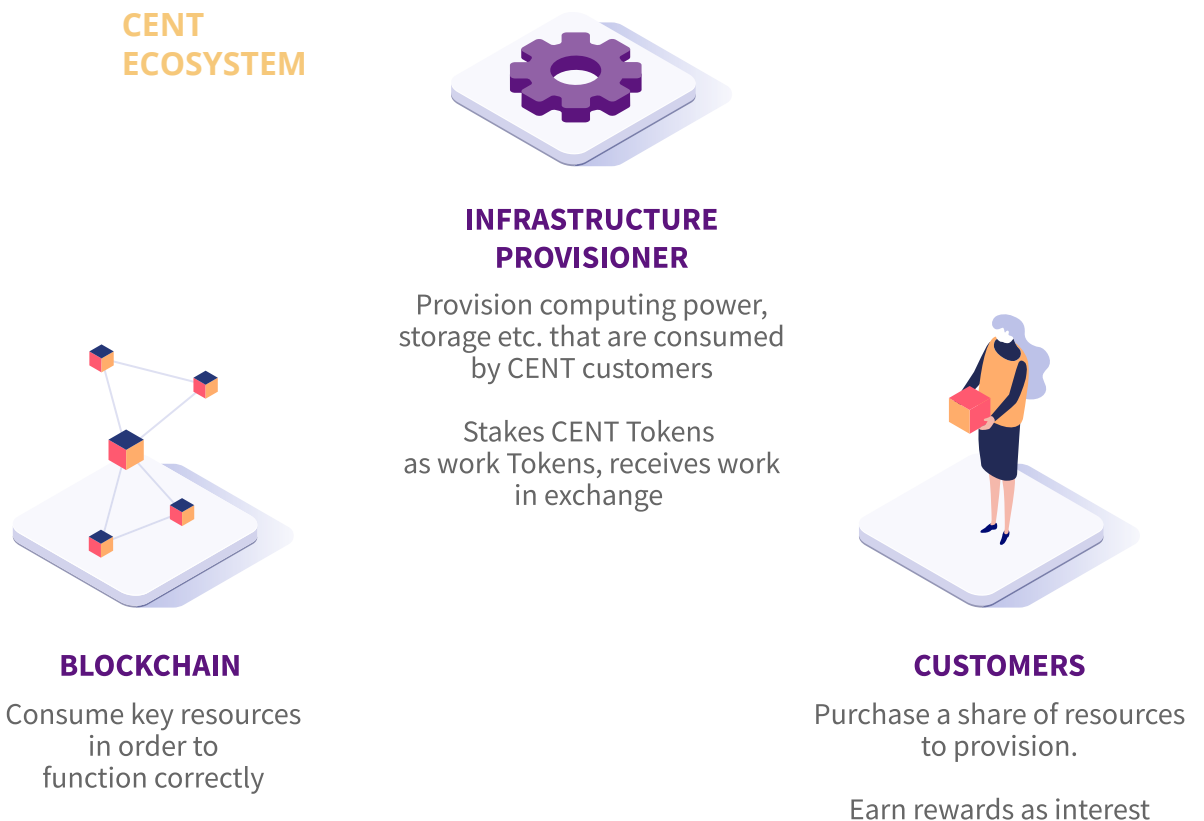 CENT
ECOSYSTEM
INFRASTRUCTURE
PROVISIONER
Provision computing power,
storage etc. that are consumed
by CENT customers
Stakes CENT Tokens
as work Tokens, receives work
in exchange
BLOCKCHAIN
Consume key resources
in order to
function correctly
CUSTOMERS
Purchase a share of resources
to provision.
Earn rewards as interest